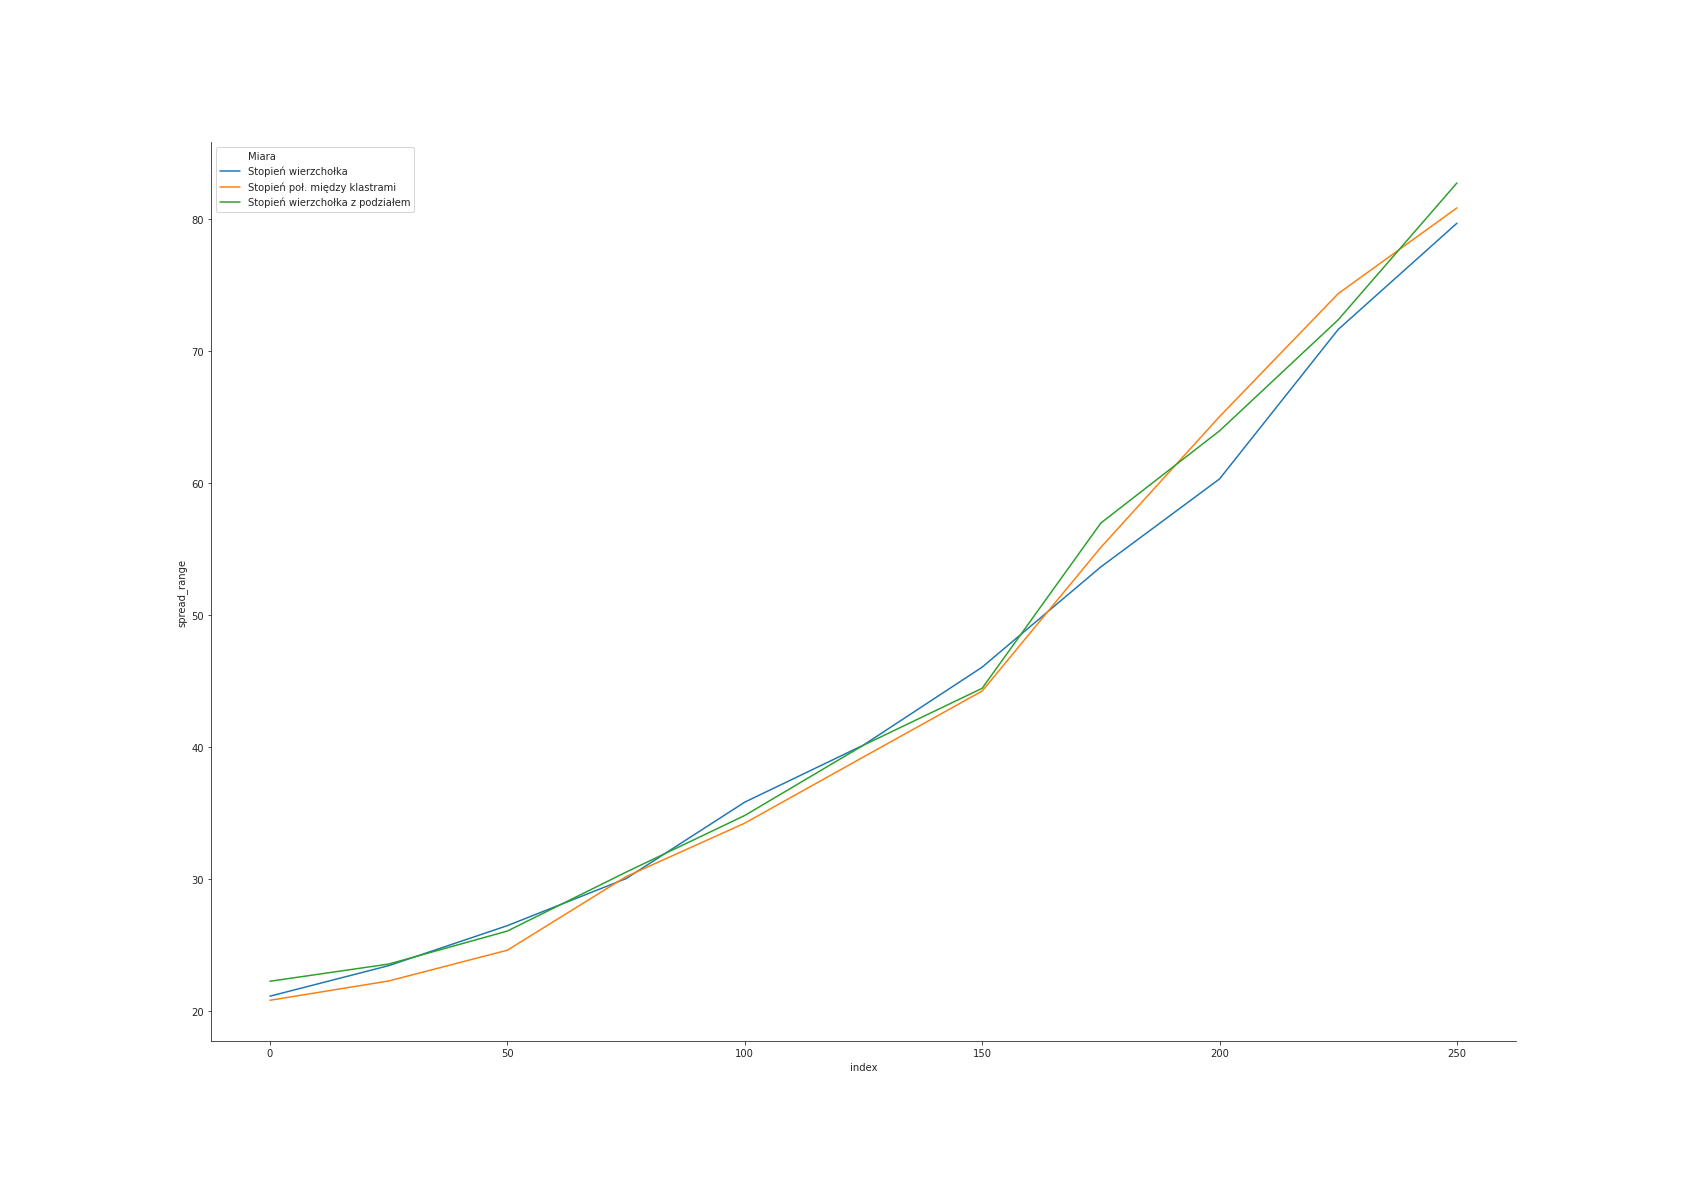 Miara
Stopień wierzchołka
Stopień poł. między klastrami
Stopień wierzchołka z podziałem
80
70
60
50
40
30
20
spread_range
0 50 100 150 200 250
index